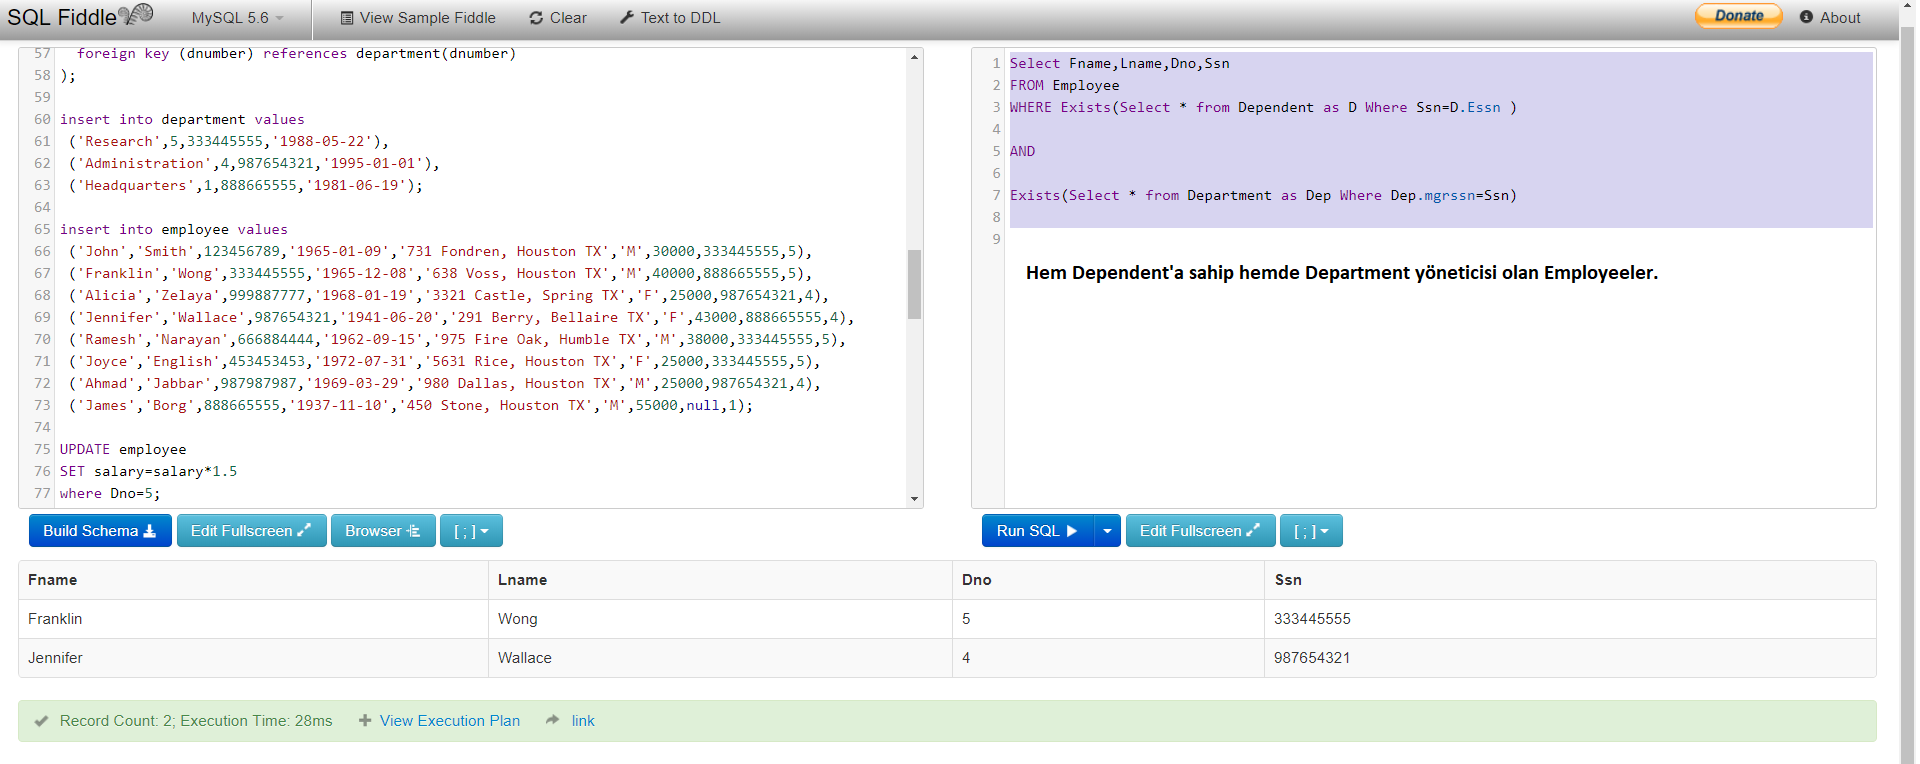 SQL Fiddle
MySQL 5.6
View Sample Fiddle
Clear
Text to DDL
Donate
About
57 foreign key (dnumber) references department(dnumber)
58 );
59
60 insert into department values
61 ('Research',5,333445555,'1988-05-22'),
62 ('Administration',4,987654321,'1995-01-01'),
63 ('Headquarters',1,888665555,'1981-06-19');
64
65 insert into employee values
66 ('John','Smith',123456789,'1965-01-09','731 Fondren, Houston TX','M',30000,333445555,5),
67 ('Franklin','Wong',333445555,'1965-12-08','638 Voss, Houston TX','M',40000,888665555,5),
68 ('Alicia','Zelaya',999887777,'1968-01-19','3321 Castle, Spring TX','F',25000,987654321,4),
69 ('Jennifer','Wallace',987654321,'1941-06-20','291 Berry, Bellaire TX','F',43000,888665555,4),
70 ('Ramesh','Narayan',666884444,'1962-09-15','975 Fire Oak, Humble TX','M',38000,333445555,5),
71 ('Joyce','English',453453453,'1972-07-31','5631 Rice, Houston TX','F',25000,333445555,5),
72 ('Ahmad','Jabbar',987987987,'1969-03-29','980 Dallas, Houston TX','M',25000,987654321,4),
73 ('James','Borg',888665555,'1937-11-10','450 Stone, Houston TX','M',55000,null,1);
74
75 UPDATE employee
76 SET salary=salary*1.5
77 where Dno=5;
1 Select Fname,Lname,Dno,Ssn
2 FROM Employee
3 WHERE Exists(Select * from Dependent as D Where Ssn=D.Essn )
4
5 AND
6
7 Exists(Select * from Department as Dep Where Dep.mgrssn=Ssn)
8
9
Hem Dependent'a sahip hemde Department yöneticisi olan Employeeler.
Build Schema
Edit Fullscreen
Browser
[ ; ]
Run SQL
Edit Fullscreen
[ ; ]
Fname Lname Dno Ssn
Franklin Wong 5 333445555
Jennifer Wallace 4 987654321
Record Count: 2; Execution Time: 28ms View Execution Plan link